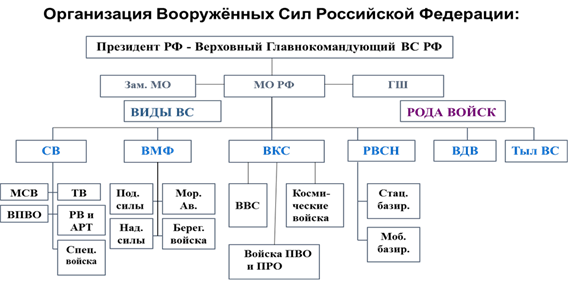 Организация Вооружённых Сил Российской Федерации:
Президент РФ - Верховный Главнокомандующий ВС РФ
Зам. МО
МО РФ
ГШ
ВИДЫ ВС
РОДА ВОЙСК
СВ
ВМФ
ВКС
РВСН
ВДВ
Тыл ВС
МСВ
ТВ
ВПВО
РВ и
АРТ
Спец.
войска
Под.
силы
Мор.
Ав.
Над.
силы
Берег.
войска
ВВС
Косми-
ческие
войска
Войска ПВО
и ПРО
Стац.
базир.
Моб.
базир.